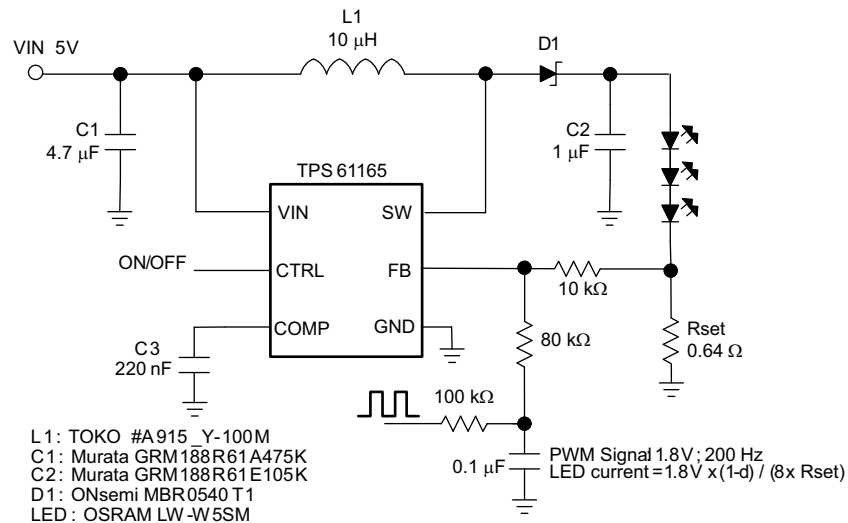 VIN 5V
L1
10 µH
D1
C1
4.7 µF
C2
1 µF
TPS 61165
VIN
SW
ON/OFF
CTRL
FB
10 kΩ
COMP
GND
C3
220 nF
80 kΩ
Rset
0.64 Ω
100 kΩ
0.1 µF
PWM Signal 1.8V; 200 Hz
LED current = 1.8V x (1-d) / (8x Rset)
L1: TOKO #A915_Y-100M
C1: Murata GRM188R61A475K
C2: Murata GRM188R61E105K
D1: ONsemi MBR0540T1
LED: OSRAM LW-W5SM